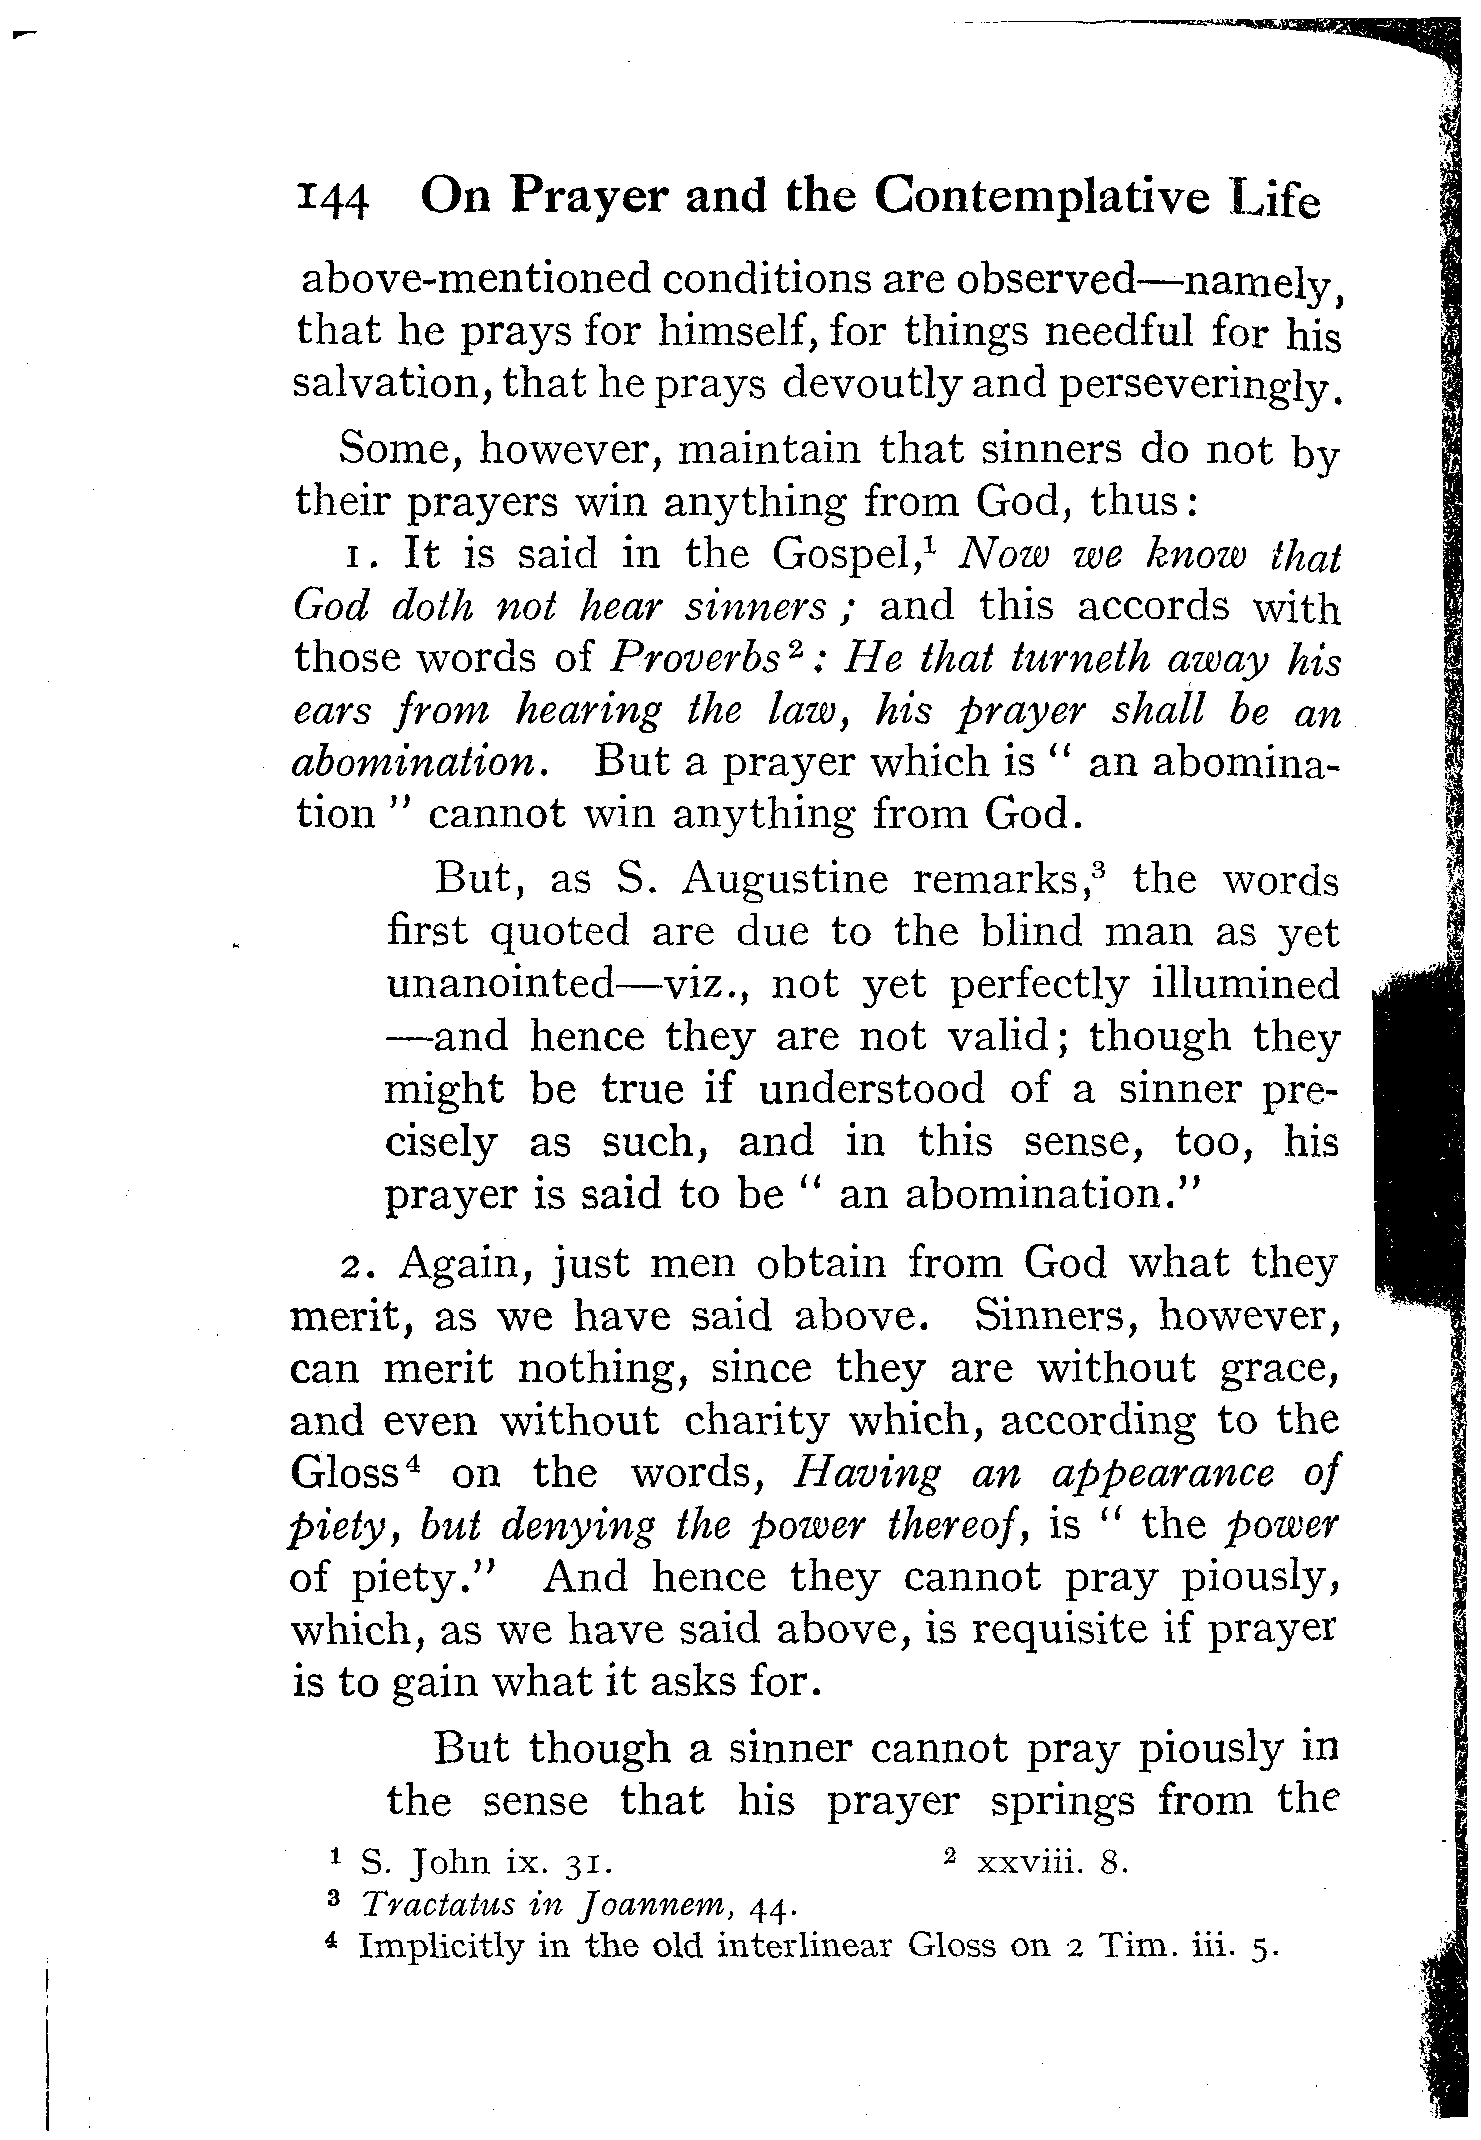 144 On Prayer and the Contemplative Life
above-mentioned conditions are observed—namely,
that he prays for himself, for things needful for his
salvation, that he prays devoutly and perseveringly.
Some, however, maintain that sinners do not by
their prayers win anything from God, thus:
1. It is said in the Gospel,¹ Now we know that
God doth not hear sinners ; and this accords with
those words of Proverbs² : He that turneth away his
ears from hearing the law, his prayer shall be an
abomination. But a prayer which is " an abomina-
tion " cannot win anything from God.
But, as S. Augustine remarks,³ the words
first quoted are due to the blind man as yet
unanointed—viz., not yet perfectly illumined
—and hence they are not valid; though they
might be true if understood of a sinner pre-
cisely as such, and in this sense, too, his
prayer is said to be " an abomination."
2. Again, just men obtain from God what they
merit, as we have said above. Sinners, however,
can merit nothing, since they are without grace,
and even without charity which, according to the
Gloss⁴ on the words, Having an appearance of
piety, but denying the power thereof, is " the power
of piety." And hence they cannot pray piously,
which, as we have said above, is requisite if prayer
is to gain what it asks for.
But though a sinner cannot pray piously in
the sense that his prayer springs from the
¹ S. John ix. 31. ² xxviii. 8.
³ Tractatus in Joannem, 44.
⁴ Implicitly in the old interlinear Gloss on 2 Tim. iii. 5.